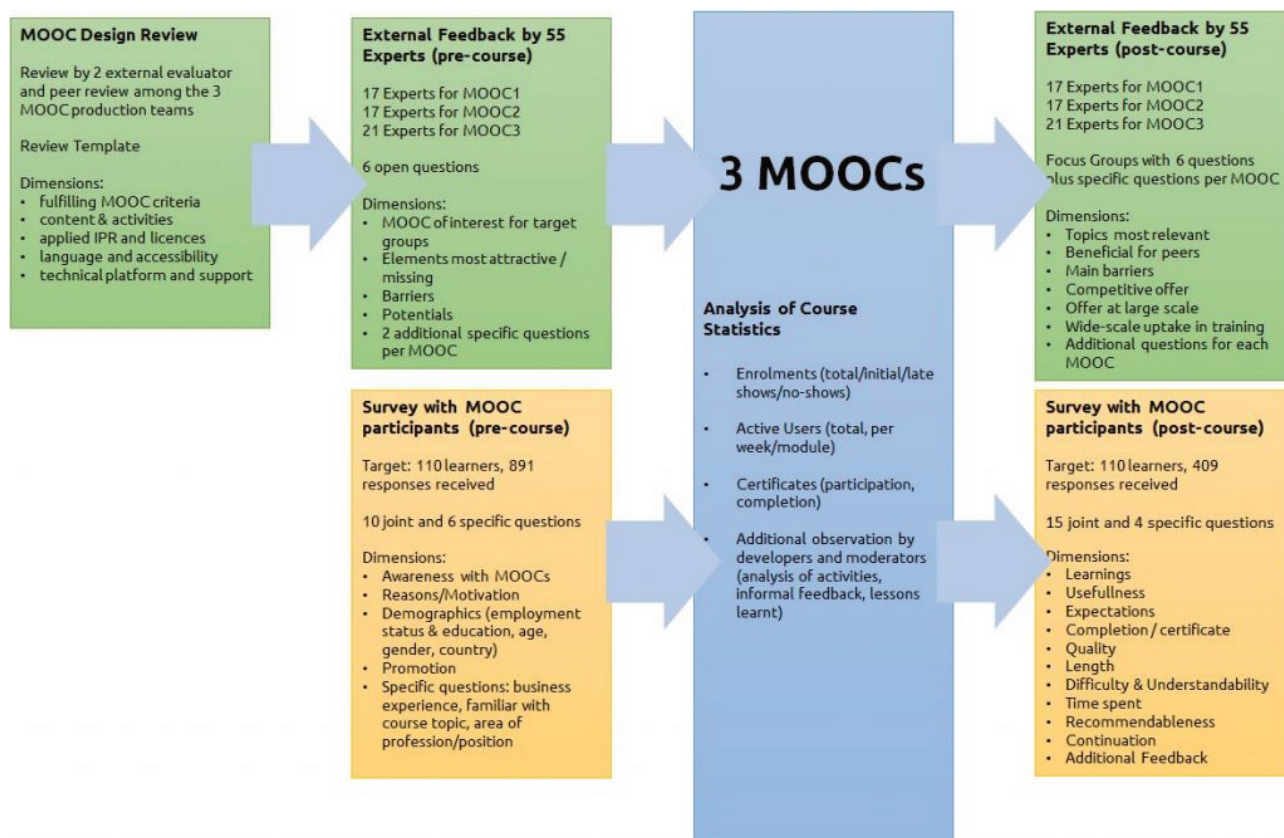 MOOC Design Review
Review by 2 external evaluator
and peer review among the 3
MOOC production teams
Review Template
Dimensions:
• fulfilling MOOC criteria
• content & activities
• applied IPR and licences
• language and accessibility
• technical platform and support
External Feedback by 55
Experts (pre-course)
17 Experts for MOOC1
17 Experts for MOOC2
21 Experts for MOOC3
6 open questions
Dimensions:
• MOOC of interest for target
groups
• Elements most attractive /
missing
• Barriers
• Potentials
• 2 additional specific questions
per MOOC
Survey with MOOC
participants (pre-course)
Target: 110 learners, 891
responses received
10 joint and 6 specific questions
Dimensions:
• Awareness with MOOCs
• Reasons/Motivation
• Demographics (employment
status & education, age,
gender, country)
• Promotion
• Specific questions: business
experience, familiar with
course topic, area of
profession/position
3 MOOCs
Analysis of Course
Statistics
• Enrolments (total/initial/late
shows/no-shows)
• Active Users (total, per
week/module)
• Certificates (participation,
completion)
• Additional observation by
developers and moderators
(analysis of activities,
informal feedback, lessons
learnt)
External Feedback by 55
Experts (post-course)
17 Experts for MOOC1
17 Experts for MOOC2
21 Experts for MOOC3
Focus Groups with 6 questions
plus specific questions per MOOC
Dimensions:
• Topics most relevant
• Beneficial for peers
• Main barriers
• Competitive offer
• Offer at large scale
• Wide-scale uptake in training
• Additional questions for each
MOOC
Survey with MOOC
participants (post-course)
Target: 110 learners, 409
responses received
15 joint and 4 specific questions
Dimensions:
• Learnings
• Usefullness
• Expectations
• Completion / certificate
• Quality
• Length
• Difficulty & Understandability
• Time spent
• Recommendableness
• Continuation
• Additional Feedback